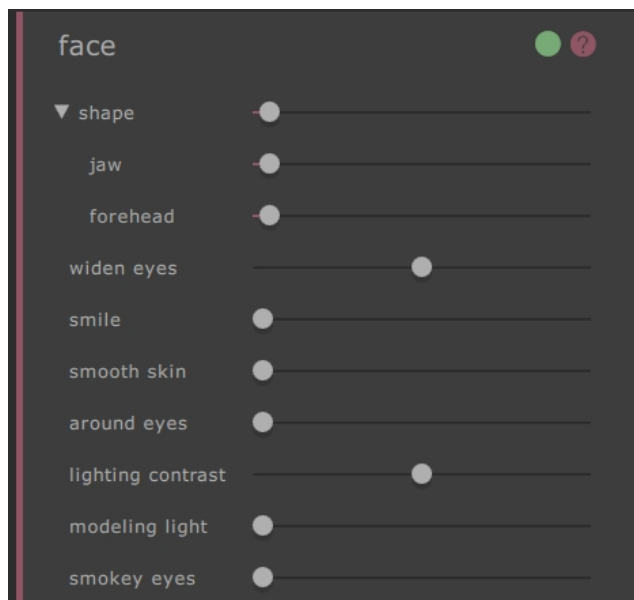 face
?
shape
jaw
forehead
widen eyes
smile
smooth skin
around eyes
lighting contrast
modeling light
smokey eyes